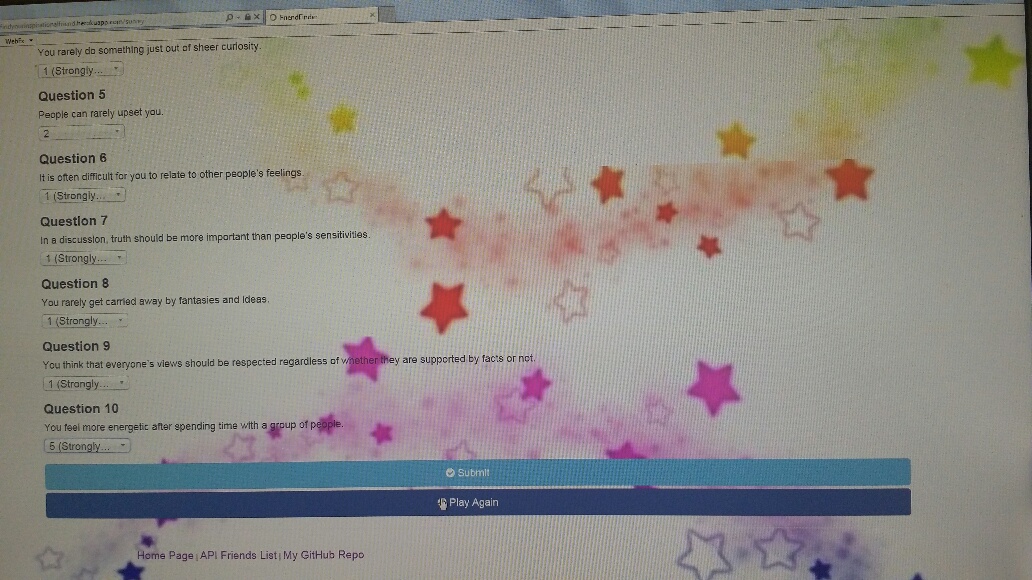 FriendFinder
You rarely do something just out of sheer curiosity.
1 (Strongly...
Question 5
People can rarely upset you.
2
Question 6
It is often difficult for you to relate to other people's feelings.
1 (Strongly...
Question 7
In a discussion, truth should be more important than people's sensitivities.
1 (Strongly...
Question 8
You rarely get carried away by fantasies and ideas.
1 (Strongly...
Question 9
You think that everyone's views should be respected regardless of whether they are supported by facts or not.
1 (Strongly...
Question 10
You feel more energetic after spending time with a group of people.
5 (Strongly...
Submit
Play Again
Home Page | API Friends List | My GitHub Repo